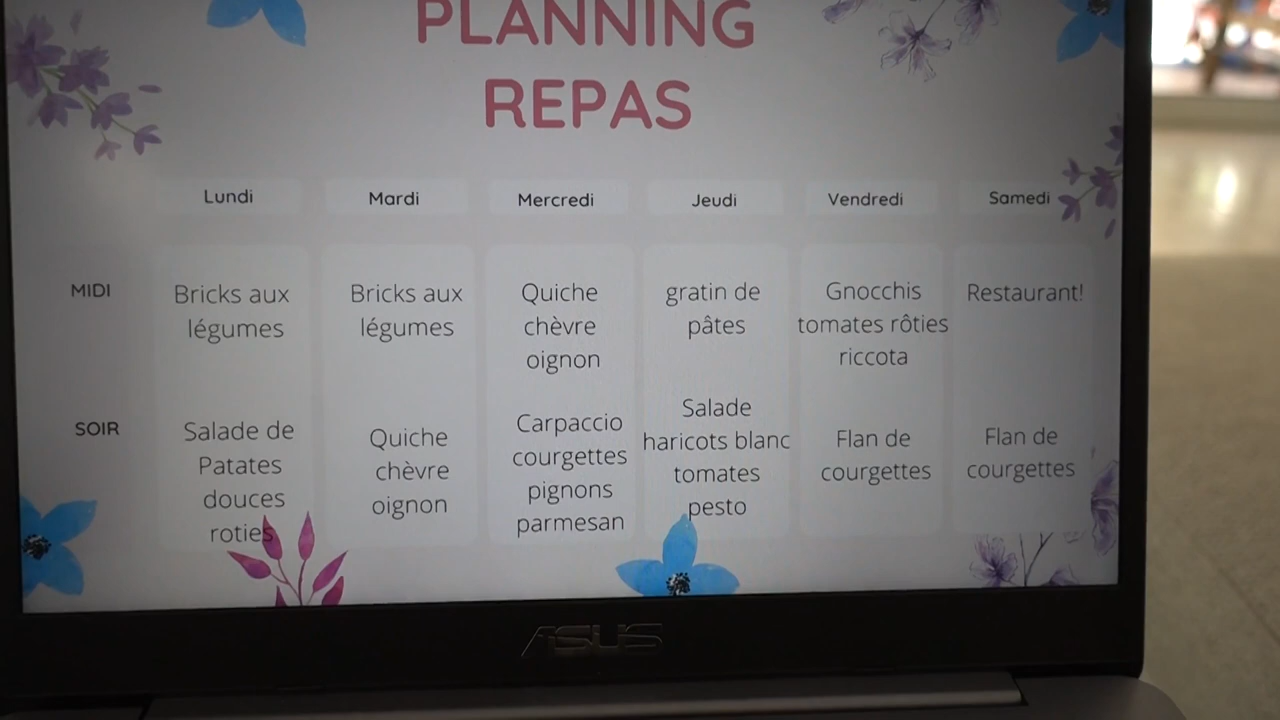 PLANNING
REPAS
Lundi Mardi Mercredi Jeudi Vendredi Samedi
MIDI
Bricks aux
légumes
Bricks aux
légumes
Quiche
chèvre
oignon
gratin de
pâtes
Gnocchis
tomates rôties
riccota
Restaurant!
SOIR
Salade de
Patates
douces
roties
Quiche
chèvre
oignon
Carpaccio
courgettes
pignons
parmesan
Salade
haricots blanc
tomates
pesto
Flan de
courgettes
Flan de
courgettes
ASUS